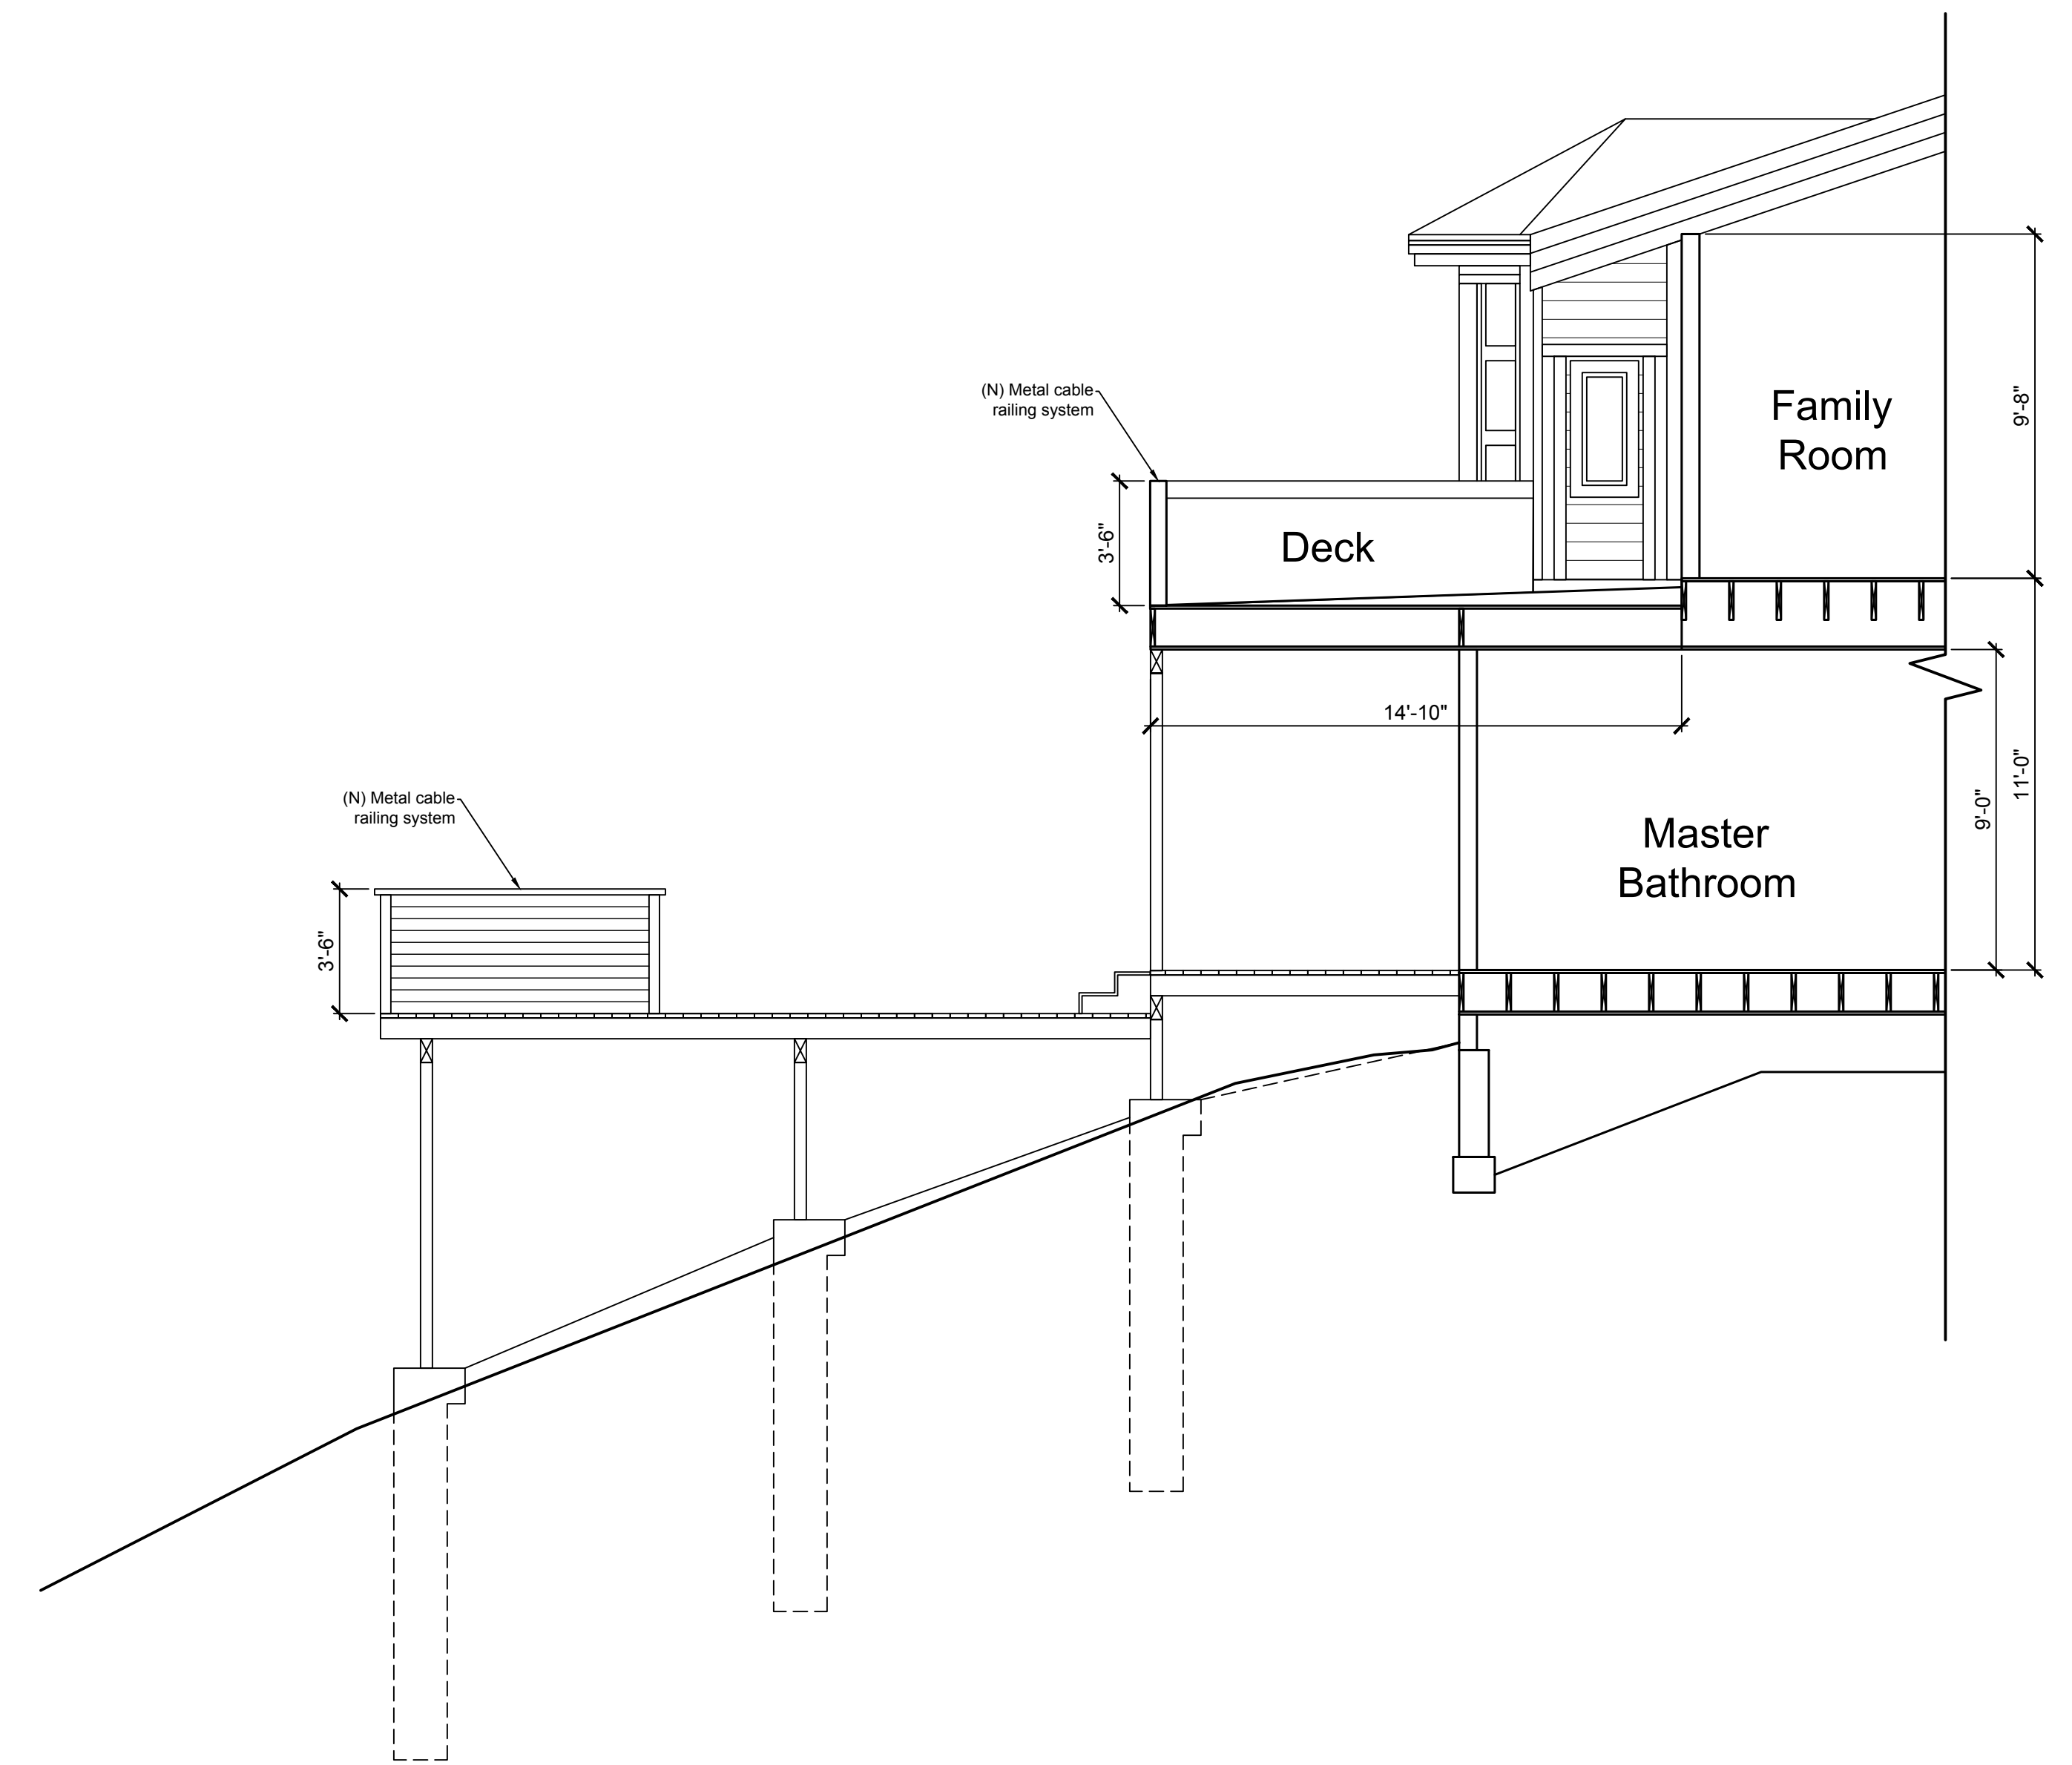 (N) Metal cable
railing system
Family
Room
9'-8"
3'-6"
Deck
14'-10"
11'-0"
9'-0"
(N) Metal cable
railing system
Master
Bathroom
3'-6"